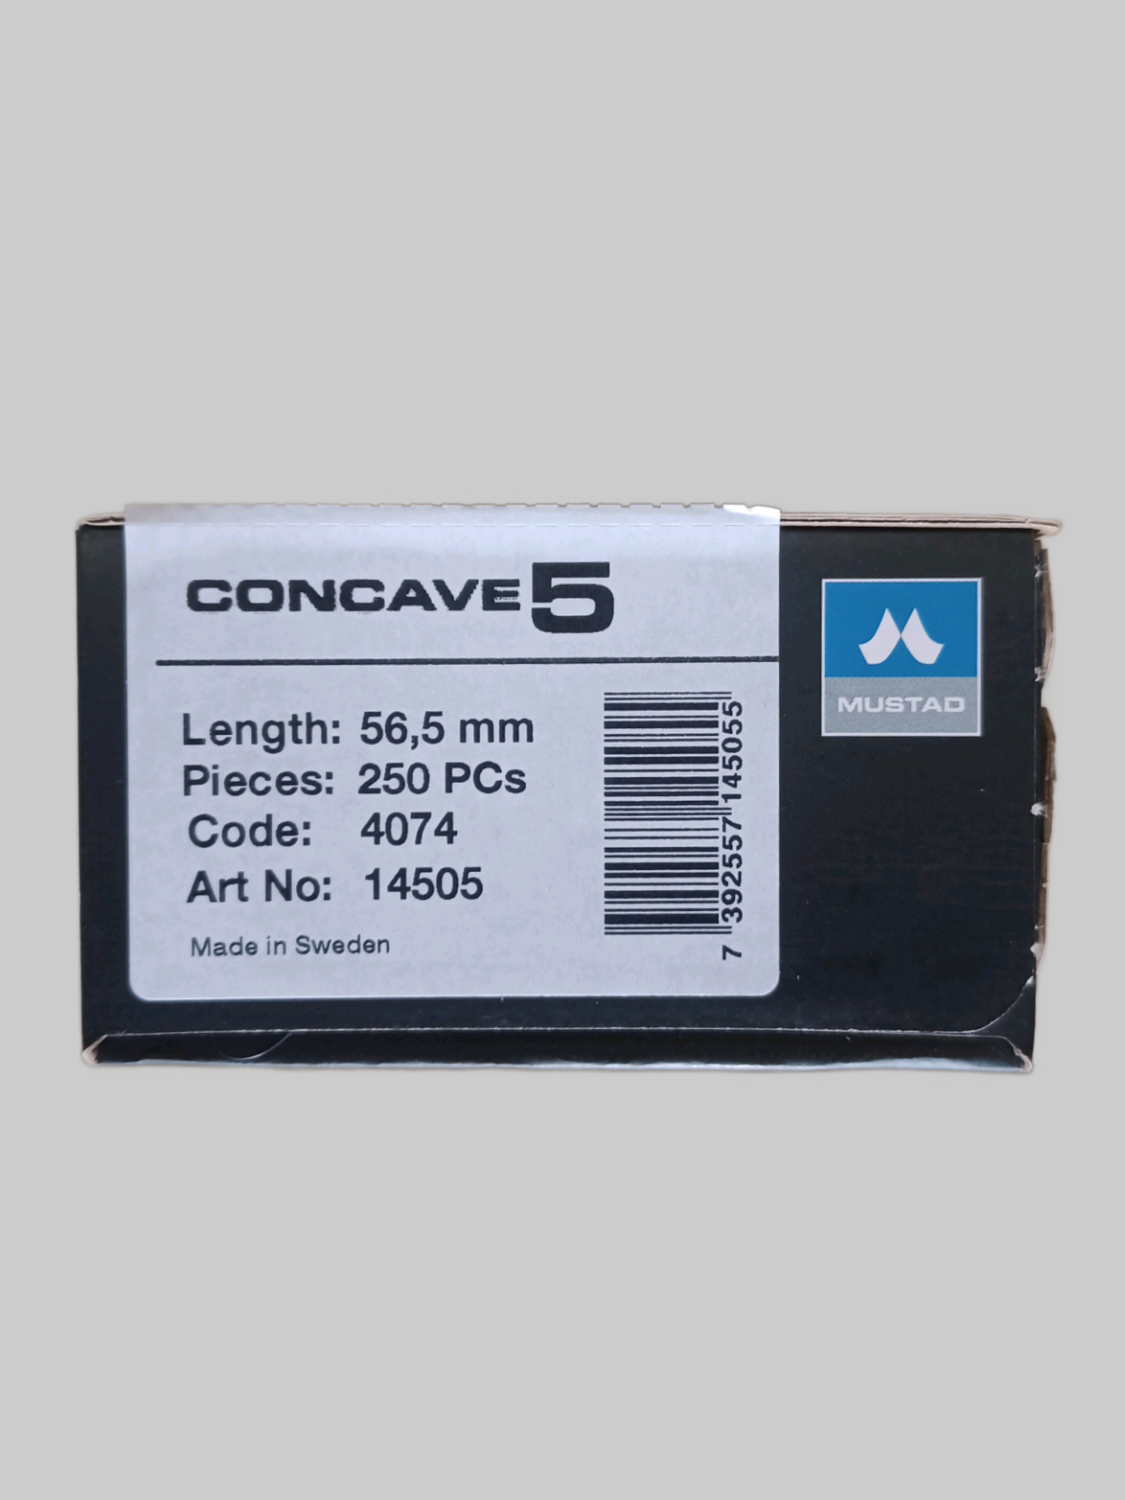 CONCAVE 5
Length: 56,5 mm
Pieces: 250 PCs
Code: 4074
Art No: 14505
Made in Sweden
7 392557 145055
MUSTAD